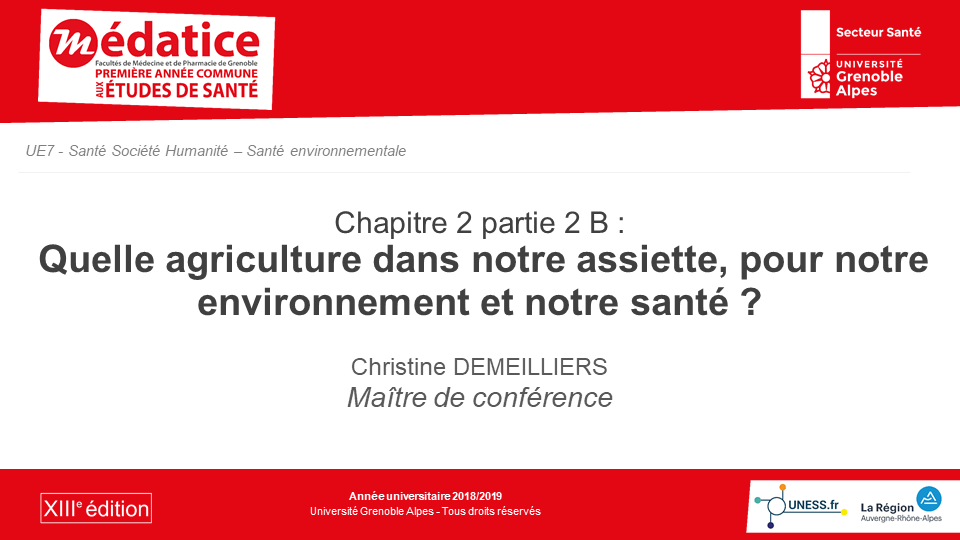 médatice
Facultés de Médecine et de Pharmacie de Grenoble
PREMIÈRE ANNÉE COMMUNE
AUX ÉTUDES DE SANTÉ
Secteur Santé
UNIVERSITÉ
Grenoble
Alpes
UE7 - Santé Société Humanité – Santé environnementale
Chapitre 2 partie 2 B :
Quelle agriculture dans notre assiette, pour notre
environnement et notre santé ?
Christine DEMEILLIERS
Maître de conférence
XIIIe édition
Année universitaire 2018/2019
Université Grenoble Alpes - Tous droits réservés
UNESS.fr
La Région
Auvergne-Rhône-Alpes